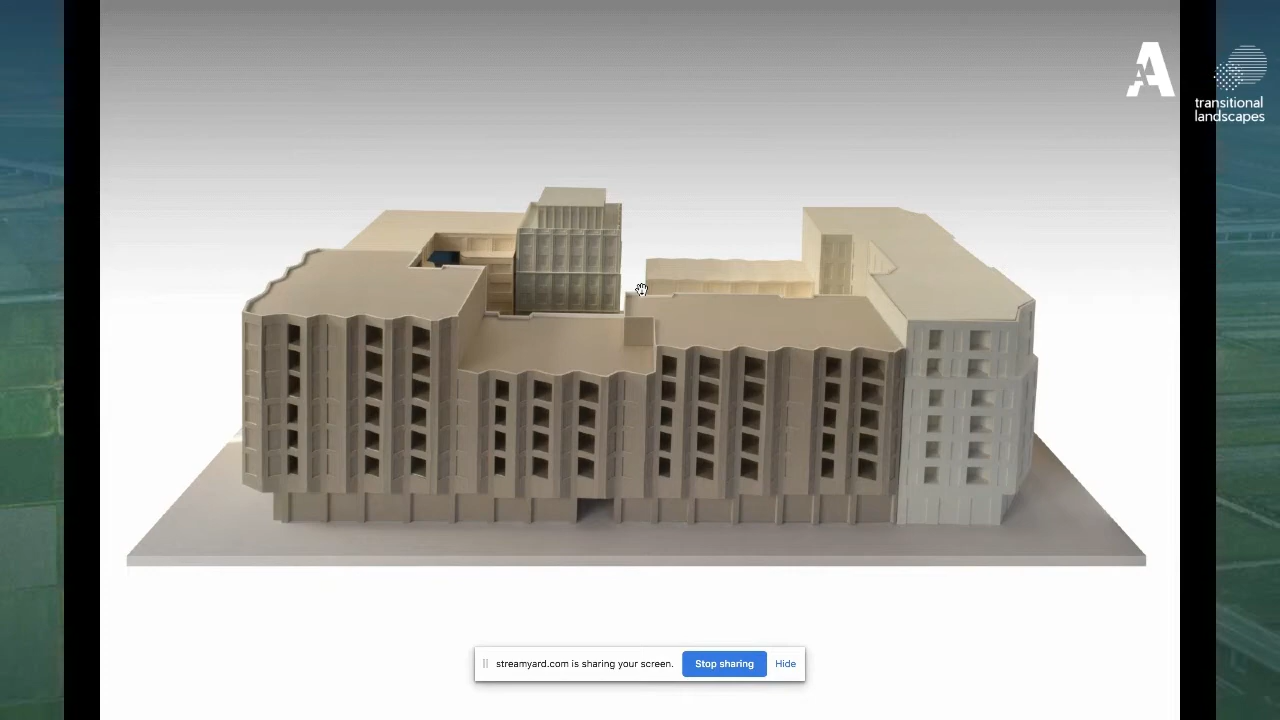 A
transitional
landscapes
streamyard.com is sharing your screen.
Stop sharing
Hide